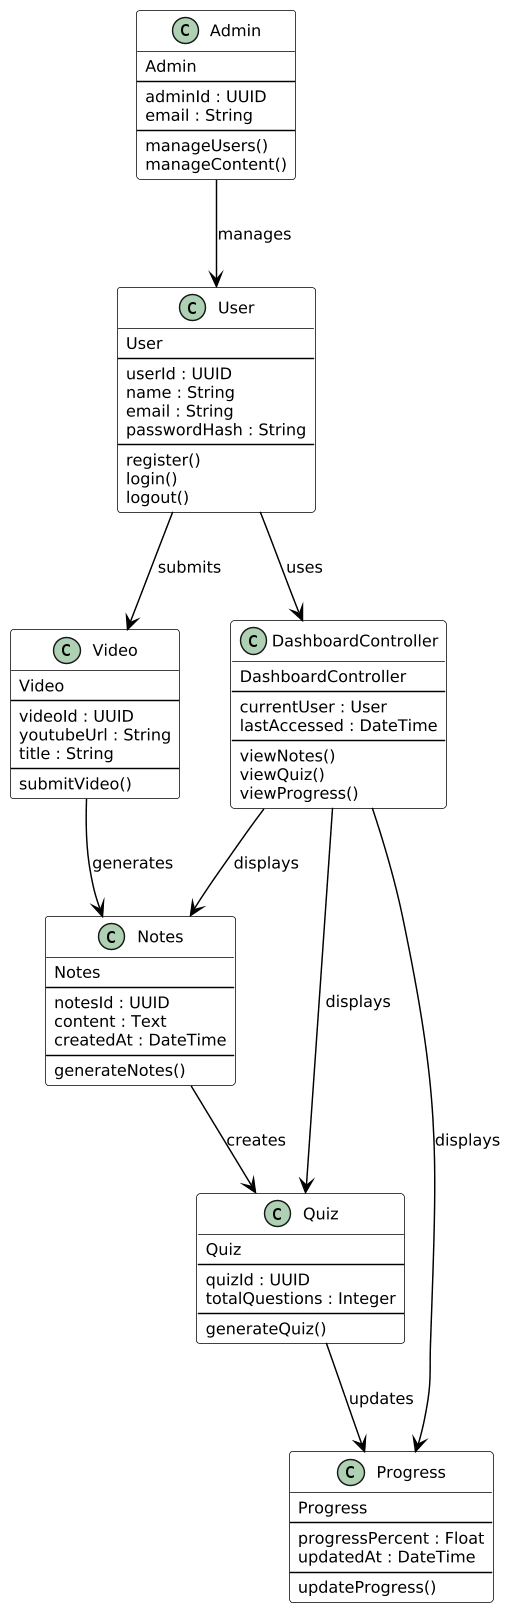 C Admin
Admin
adminId : UUID
email : String
manageUsers()
manageContent()
manages
C User
User
userId : UUID
name : String
email : String
passwordHash : String
register()
login()
logout()
submits
uses
C Video
Video
videoId : UUID
youtubeUrl : String
title : String
submitVideo()
C DashboardController
DashboardController
currentUser : User
lastAccessed : DateTime
viewNotes()
viewQuiz()
viewProgress()
generates
displays
C Notes
Notes
notesId : UUID
content : Text
createdAt : DateTime
generateNotes()
displays
creates
displays
C Quiz
Quiz
quizId : UUID
totalQuestions : Integer
generateQuiz()
updates
C Progress
Progress
progressPercent : Float
updatedAt : DateTime
updateProgress()